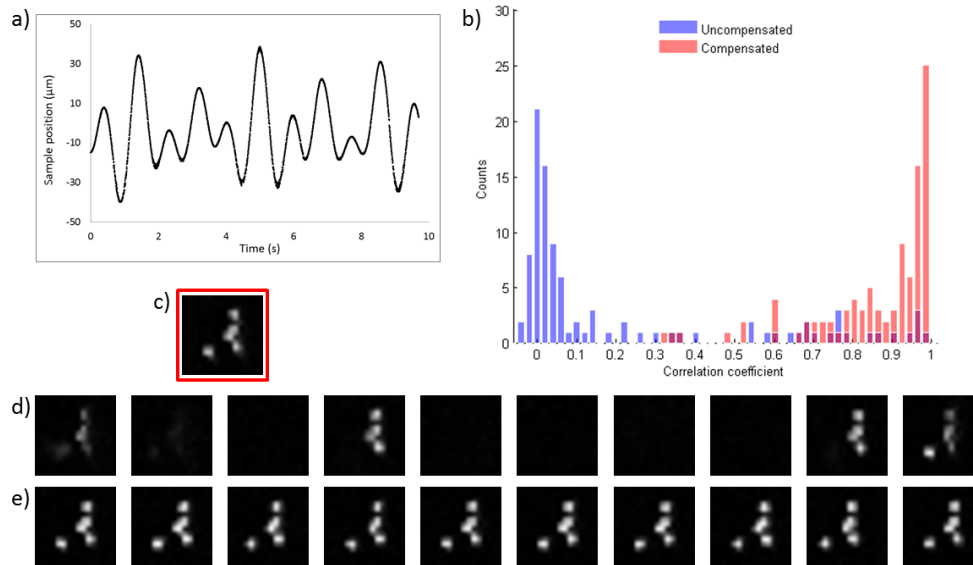 a)
50
30
10
-10
-30
-50
Sample position (µm)
0 2 4 6 8 10
Time (s)
b)
Uncompensated
Compensated
30
25
20
15
10
5
0
Counts
0 0.1 0.2 0.3 0.4 0.5 0.6 0.7 0.8 0.9 1
Correlation coefficient
c)
d)
e)